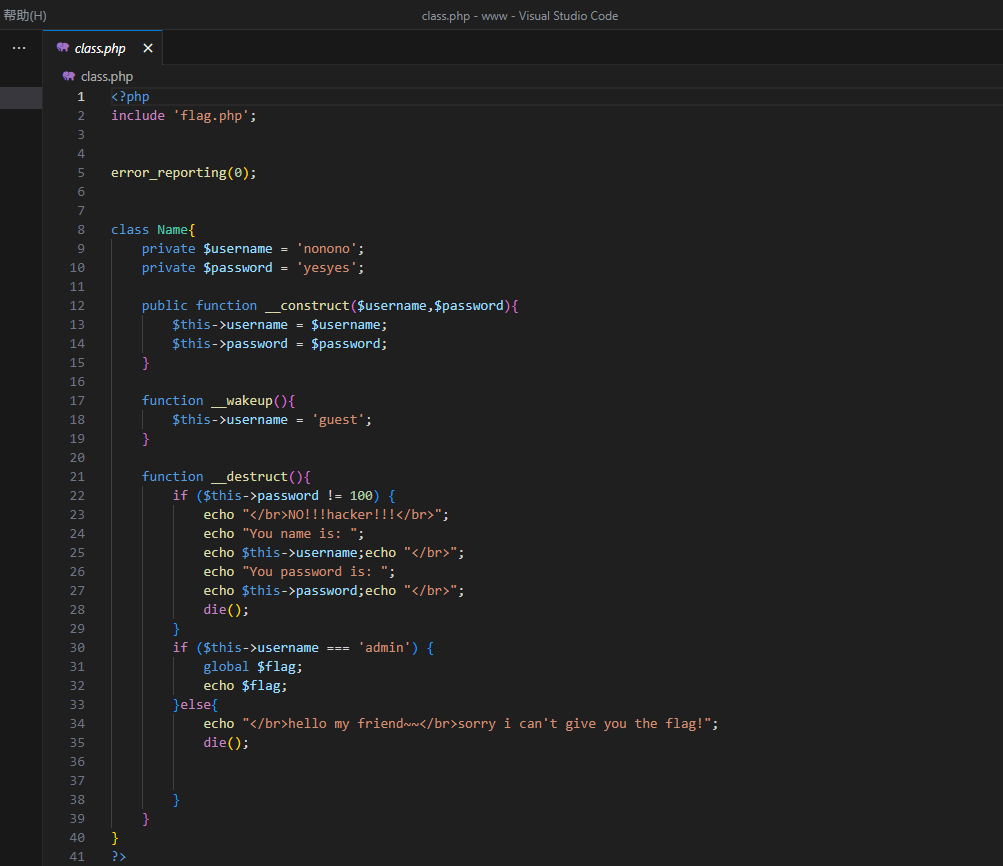 帮助(H)
class.php - www - Visual Studio Code
··· class.php ×
class.php
1 <?php
2 include 'flag.php';
3
4
5 error_reporting(0);
6
7
8 class Name{
9     private $username = 'nonono';
10     private $password = 'yesyes';
11
12     public function __construct($username,$password){
13         $this->username = $username;
14         $this->password = $password;
15     }
16
17     function __wakeup(){
18         $this->username = 'guest';
19     }
20
21     function __destruct(){
22         if ($this->password != 100) {
23             echo "</br>NO!!!hacker!!!</br>";
24             echo "You name is: ";
25             echo $this->username;echo "</br>";
26             echo "You password is: ";
27             echo $this->password;echo "</br>";
28             die();
29         }
30         if ($this->username === 'admin') {
31             global $flag;
32             echo $flag;
33         }else{
34             echo "</br>hello my friend~~</br>sorry i can't give you the flag!";
35             die();
36
37
38         }
39     }
40 }
41 ?>